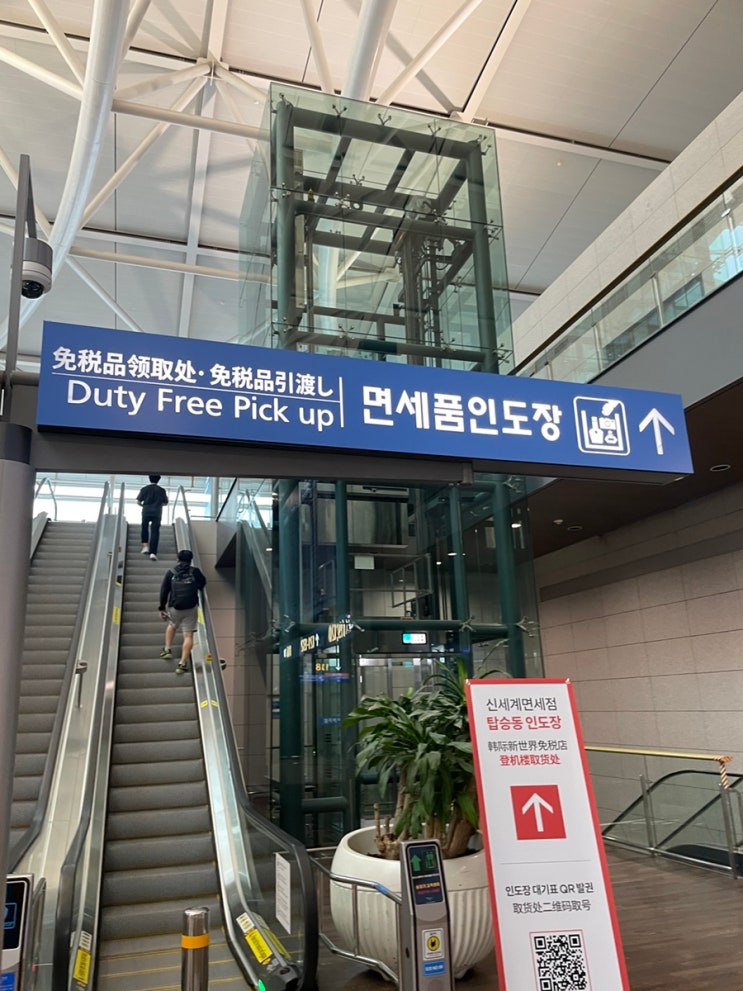 免税品领取处·免税品引渡し
Duty Free Pick up
면세품인도장
신세계면세점
탑승동 인도장
韩际新世界免税店
登机楼取货处
인도장 대기표 QR 발권
取货处二维码取号